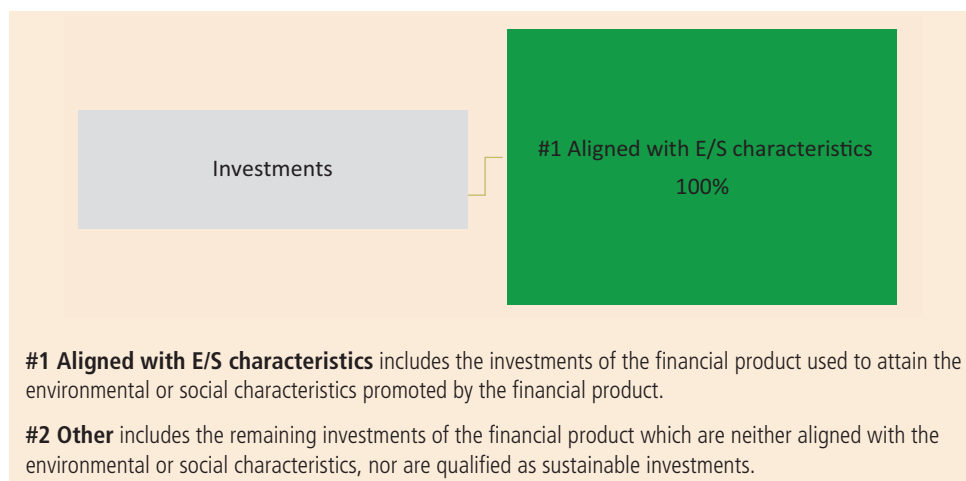 Investments
#1 Aligned with E/S characteristics
100%
#1 Aligned with E/S characteristics includes the investments of the financial product used to attain the
environmental or social characteristics promoted by the financial product.
#2 Other includes the remaining investments of the financial product which are neither aligned with the
environmental or social characteristics, nor are qualified as sustainable investments.